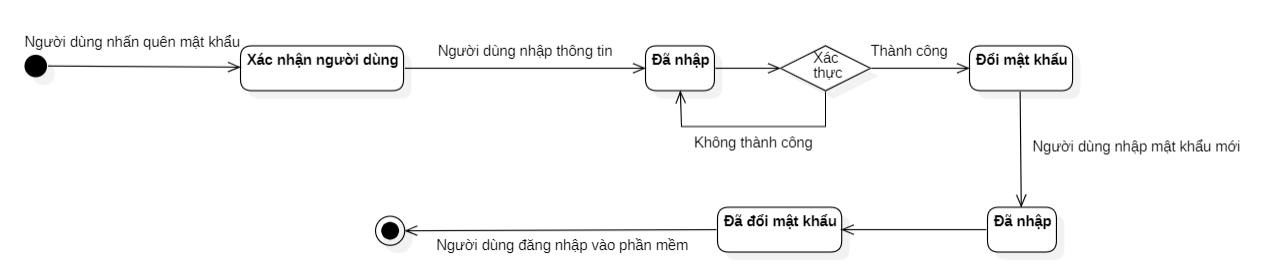 Người dùng nhấn quên mật khẩu
Xác nhận người dùng
Người dùng nhập thông tin
Đã nhập
Xác
thực
Thành công
Đổi mật khẩu
Không thành công
Người dùng nhập mật khẩu mới
Đã nhập
Đã đổi mật khẩu
Người dùng đăng nhập vào phần mềm